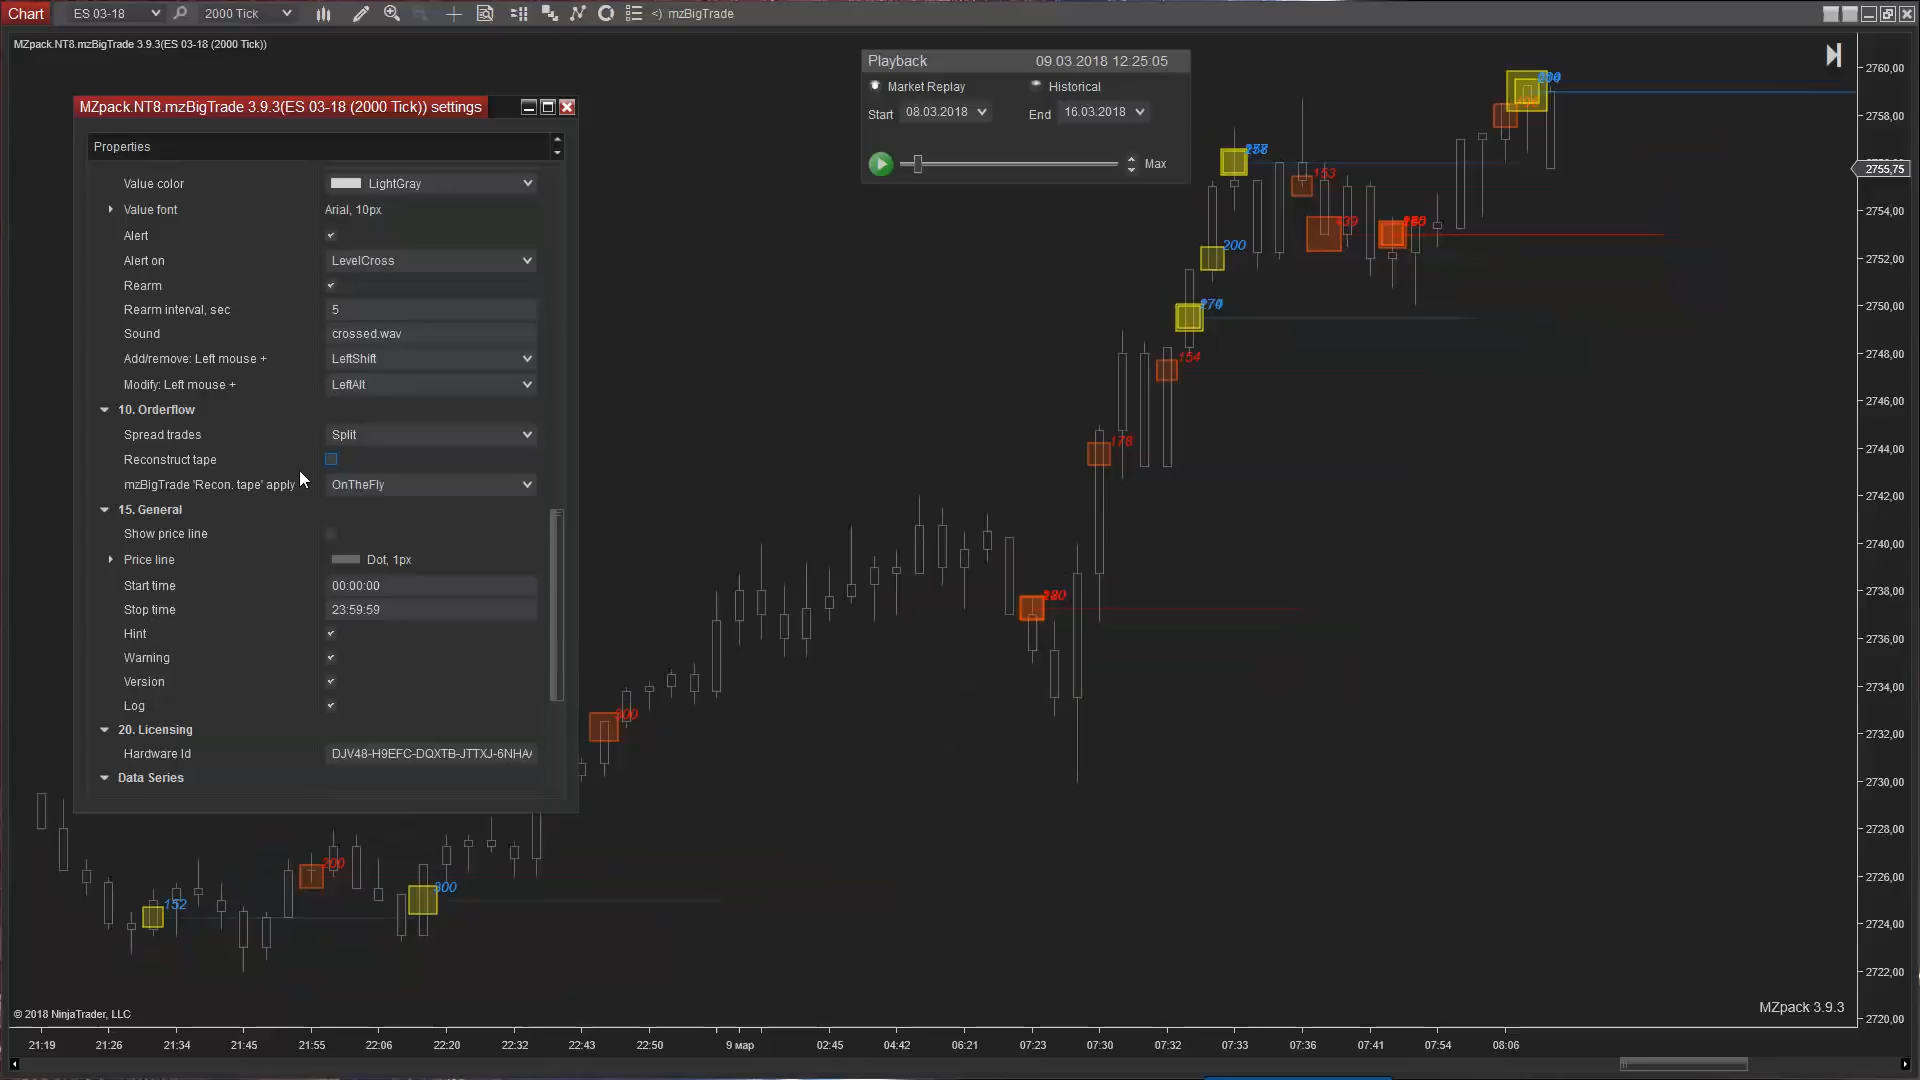 Chart ES 03-18 2000 Tick <) mzBigTrade
MZpack.NT8.mzBigTrade 3.9.3(ES 03-18 (2000 Tick))
Playback 09.03.2018 12:25:05
Market Replay Historical
Start 08.03.2018 End 16.03.2018
Max
MZpack.NT8.mzBigTrade 3.9.3(ES 03-18 (2000 Tick)) settings
Properties
Value color LightGray
Value font Arial, 10px
Alert
Alert on LevelCross
Rearm
Rearm interval, sec 5
Sound crossed.wav
Add/remove: Left mouse + LeftShift
Modify: Left mouse + LeftAlt
10. Orderflow
Spread trades Split
Reconstruct tape
mzBigTrade 'Recon. tape' apply OnTheFly
15. General
Show price line
Price line Dot, 1px
Start time 00:00:00
Stop time 23:59:59
Hint
Warning
Version
Log
20. Licensing
Hardware Id DJV48-H9EFC-DQXTB-JTTXJ-6NHA
Data Series
153
200
154
178
300
200
300
152
2760,00
2758,00
2755,75
2754,00
2752,00
2750,00
2748,00
2746,00
2744,00
2742,00
2740,00
2738,00
2736,00
2734,00
2732,00
2730,00
2728,00
2726,00
2724,00
2722,00
2720,00
© 2018 NinjaTrader, LLC
MZpack 3.9.3
21:19 21:26 21:34 21:45 21:55 22:06 22:20 22:32 22:43 22:50 9 мар 02:45 04:42 06:21 07:23 07:30 07:32 07:33 07:36 07:41 07:54 08:06